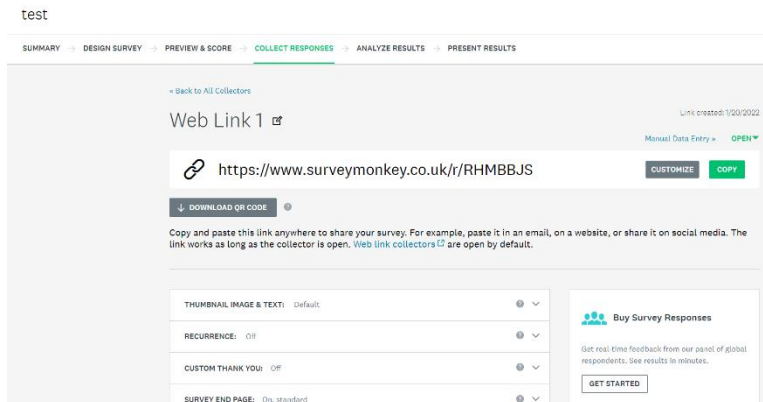 test
SUMMARY → DESIGN SURVEY → PREVIEW & SCORE → COLLECT RESPONSES → ANALYZE RESULTS → PRESENT RESULTS
« Back to All Collectors
Web Link 1
Link created: 1/20/2022
Manual Data Entry » OPEN
https://www.surveymonkey.co.uk/r/RHMBBJS
CUSTOMIZE COPY
DOWNLOAD QR CODE ?
Copy and paste this link anywhere to share your survey. For example, paste it in an email, on a website, or share it on social media. The
link works as long as the collector is open. Web link collectors are open by default.
THUMBNAIL IMAGE & TEXT: Default ?
RECURRENCE: Off ?
CUSTOM THANK YOU: Off ?
SURVEY END PAGE: On, standard ?
Buy Survey Responses
Get real-time feedback from our panel of global
respondents. See results in minutes.
GET STARTED